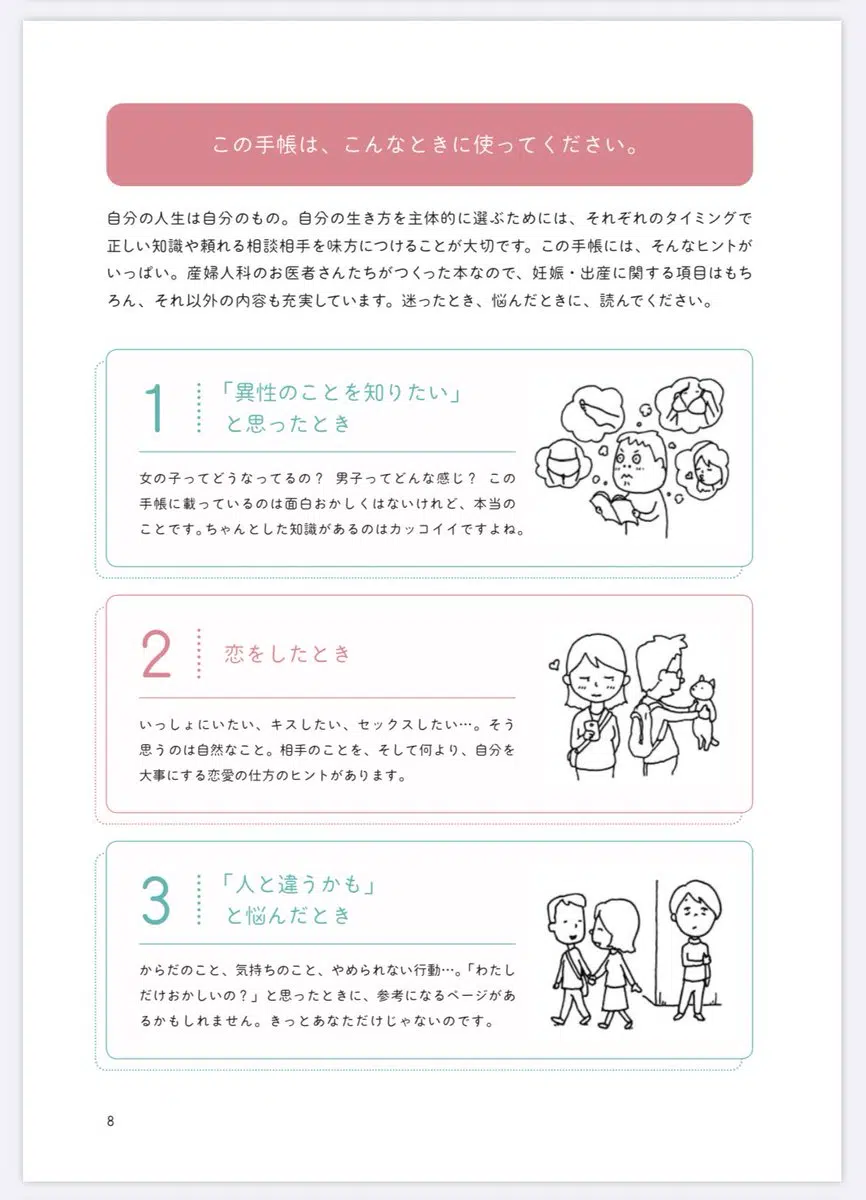 この手帳は、こんなときに使ってください。
自分の人生は自分のもの。自分の生き方を主体的に選ぶためには、それぞれのタイミングで
正しい知識や頼れる相談相手を味方につけることが大切です。この手帳には、そんなヒントが
いっぱい。産婦人科のお医者さんたちがつくった本なので、妊娠・出産に関する項目はもち
ろん、それ以外の内容も充実しています。迷ったとき、悩んだときに、読んでください。
1
「異性のことを知りたい」
と思ったとき
女の子ってどうなってるの？ 男子ってどんな感じ？ この
手帳に載っているのは面白おかしくはないけれど、本当の
ことです。ちゃんとした知識があるのはカッコイイですよね。
2
恋をしたとき
いっしょにいたい、キスしたい、セックスしたい…。そう
思うのは自然なこと。相手のことを、そして何より、自分を
大事にする恋愛の仕方のヒントがあります。
3
「人と違うかも」
と悩んだとき
からだのこと、気持ちのこと、やめられない行動…。「わたし
だけおかしいの？」と思ったときに、参考になるページがあ
るかもしれません。きっとあなただけじゃないのです。
8